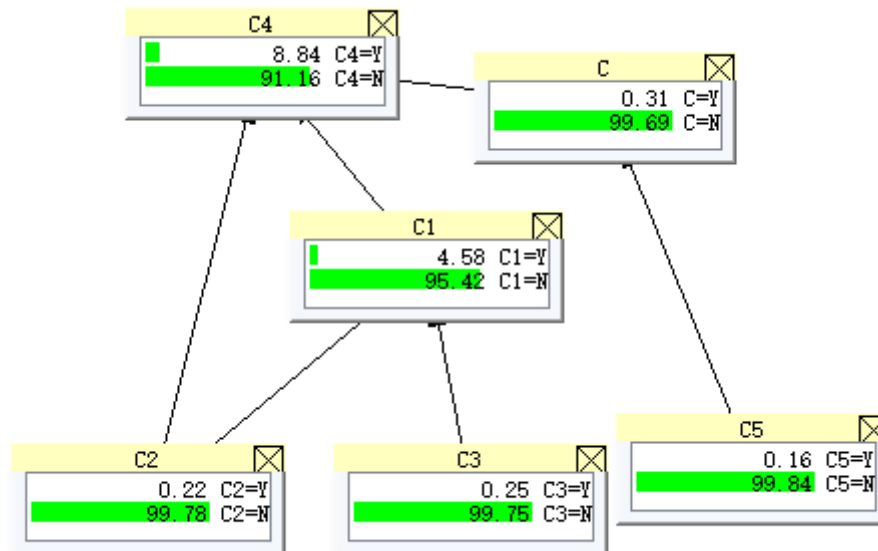 C4
8.84 C4=Y
91.16 C4=N
C
0.31 C=Y
99.69 C=N
C1
4.58 C1=Y
95.42 C1=N
C2
0.22 C2=Y
99.78 C2=N
C3
0.25 C3=Y
99.75 C3=N
C5
0.16 C5=Y
99.84 C5=N